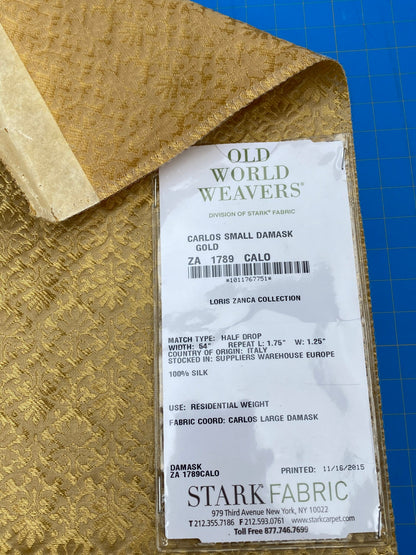 OLD
WORLD
WEAVERS®
DIVISION OF STARK® FABRIC
CARLOS SMALL DAMASK
GOLD
ZA 1789 CALO
*1011767751*
LORIS ZANCA COLLECTION
MATCH TYPE: HALF DROP
WIDTH: 54" REPEAT L: 1.75" W: 1.25"
COUNTRY OF ORIGIN: ITALY
STOCKED IN: SUPPLIERS WAREHOUSE EUROPE
100% SILK
USE: RESIDENTIAL WEIGHT
FABRIC COORD: CARLOS LARGE DAMASK
DAMASK
ZA 1789CALO
PRINTED: 11/16/2015
STARK FABRIC
979 Third Avenue New York, NY 10022
T 212.355.7186 F 212.593.0761 www.starkcarpet.com
Toll Free 877.746.7699